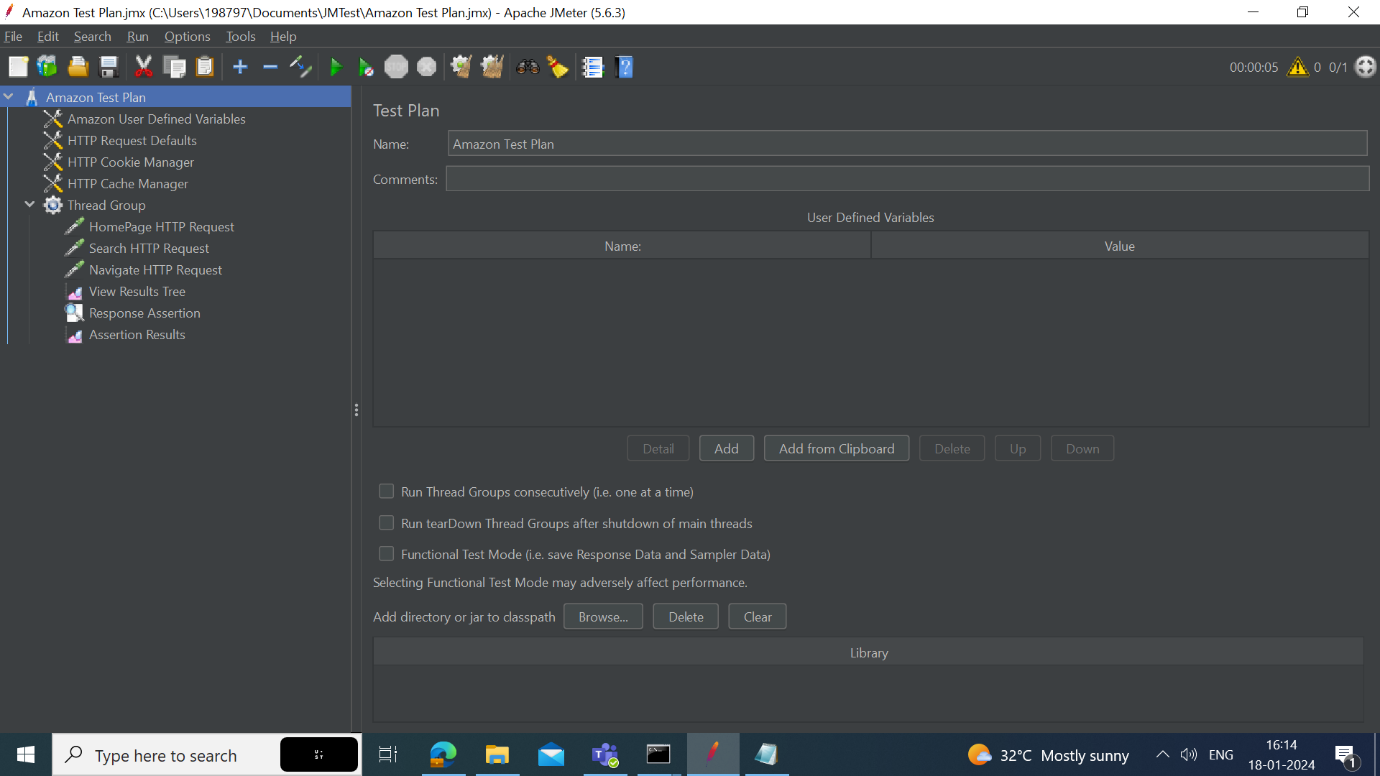 Amazon Test Plan.jmx (C:\Users\198797\Documents\JMTest\Amazon Test Plan.jmx) - Apache JMeter (5.6.3)
File Edit Search Run Options Tools Help
00:00:05 0 0/1
Amazon Test Plan
Amazon User Defined Variables
HTTP Request Defaults
HTTP Cookie Manager
HTTP Cache Manager
Thread Group
HomePage HTTP Request
Search HTTP Request
Navigate HTTP Request
View Results Tree
Response Assertion
Assertion Results
Test Plan
Name: Amazon Test Plan
Comments:
User Defined Variables
Name: Value
Detail Add Add from Clipboard Delete Up Down
Run Thread Groups consecutively (i.e. one at a time)
Run tearDown Thread Groups after shutdown of main threads
Functional Test Mode (i.e. save Response Data and Sampler Data)
Selecting Functional Test Mode may adversely affect performance.
Add directory or jar to classpath Browse... Delete Clear
Library
Type here to search
32°C Mostly sunny
ENG
16:14
18-01-2024
1